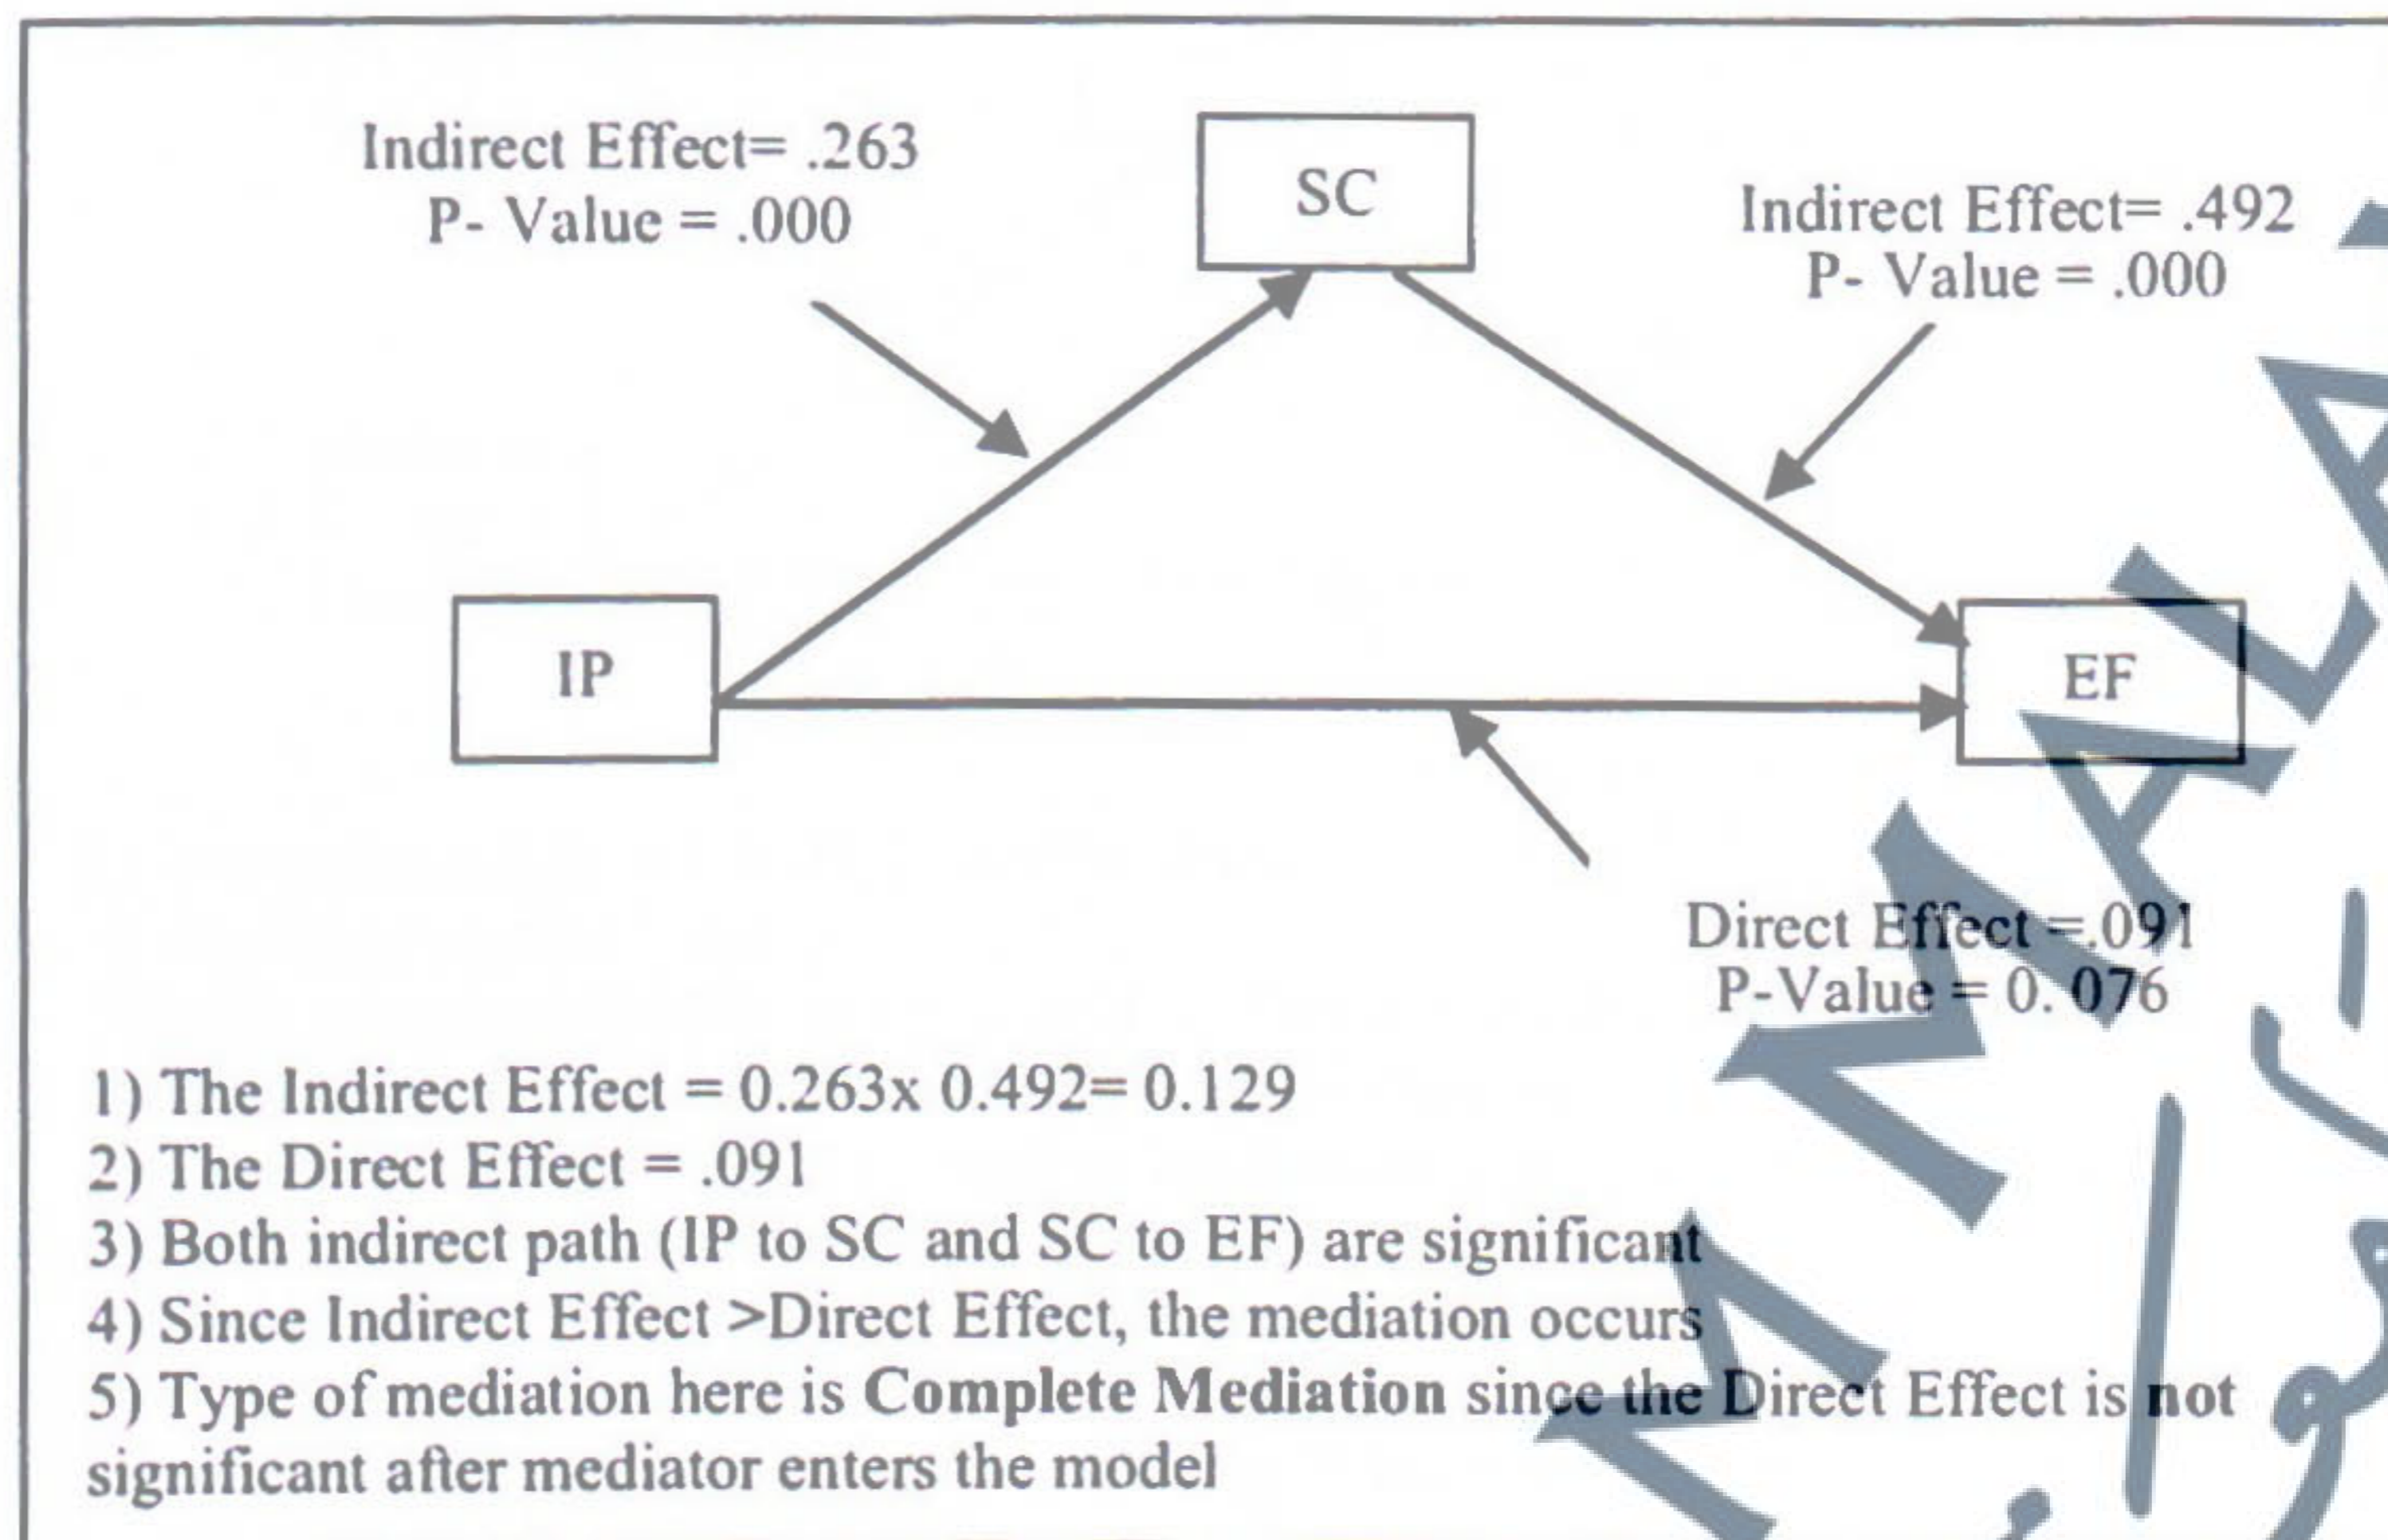 Indirect Effect= .263
P- Value = .000
SC
Indirect Effect= .492
P- Value = .000
IP
EF
Direct Effect =.091
P-Value = 0. 076
1) The Indirect Effect = 0.263x 0.492= 0.129
2) The Direct Effect = .091
3) Both indirect path (IP to SC and SC to EF) are significant
4) Since Indirect Effect >Direct Effect, the mediation occurs
5) Type of mediation here is Complete Mediation since the Direct Effect is not
significant after mediator enters the model